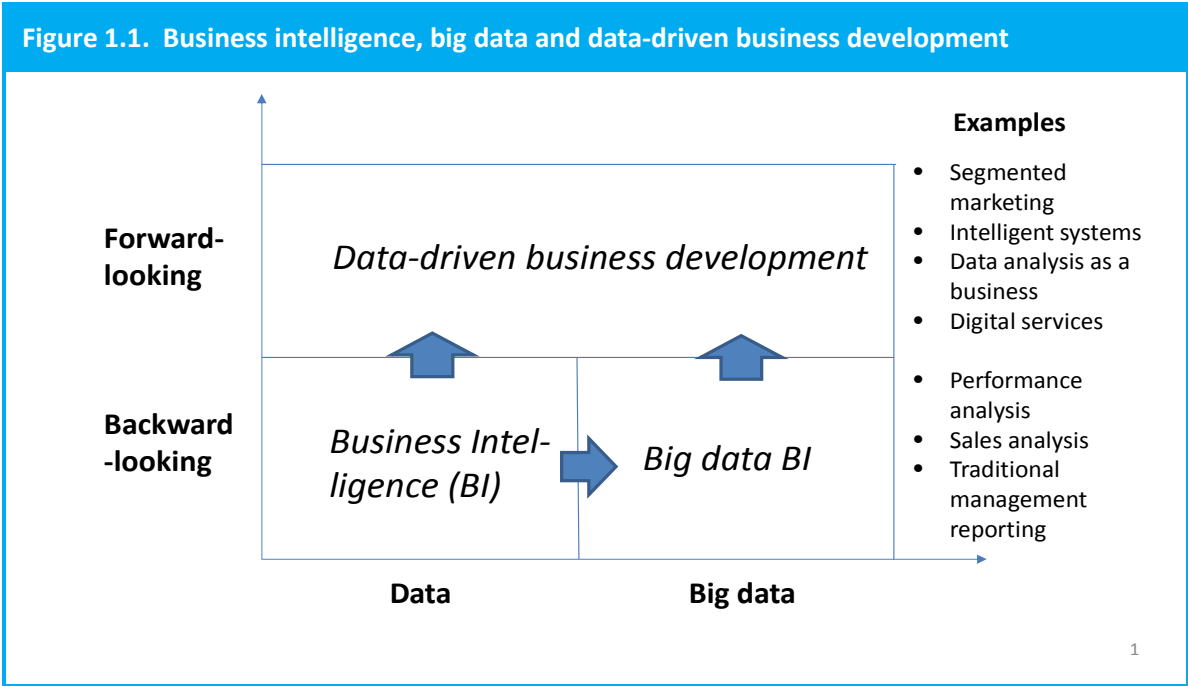 Figure 1.1.  Business intelligence, big data and data-driven business development
Forward-
looking
Data-driven business development
Backward
-looking
Business Intel-
ligence (BI)
Big data BI
Data
Big data
Examples
• Segmented
marketing
• Intelligent systems
• Data analysis as a
business
• Digital services
• Performance
analysis
• Sales analysis
• Traditional
management
reporting
1